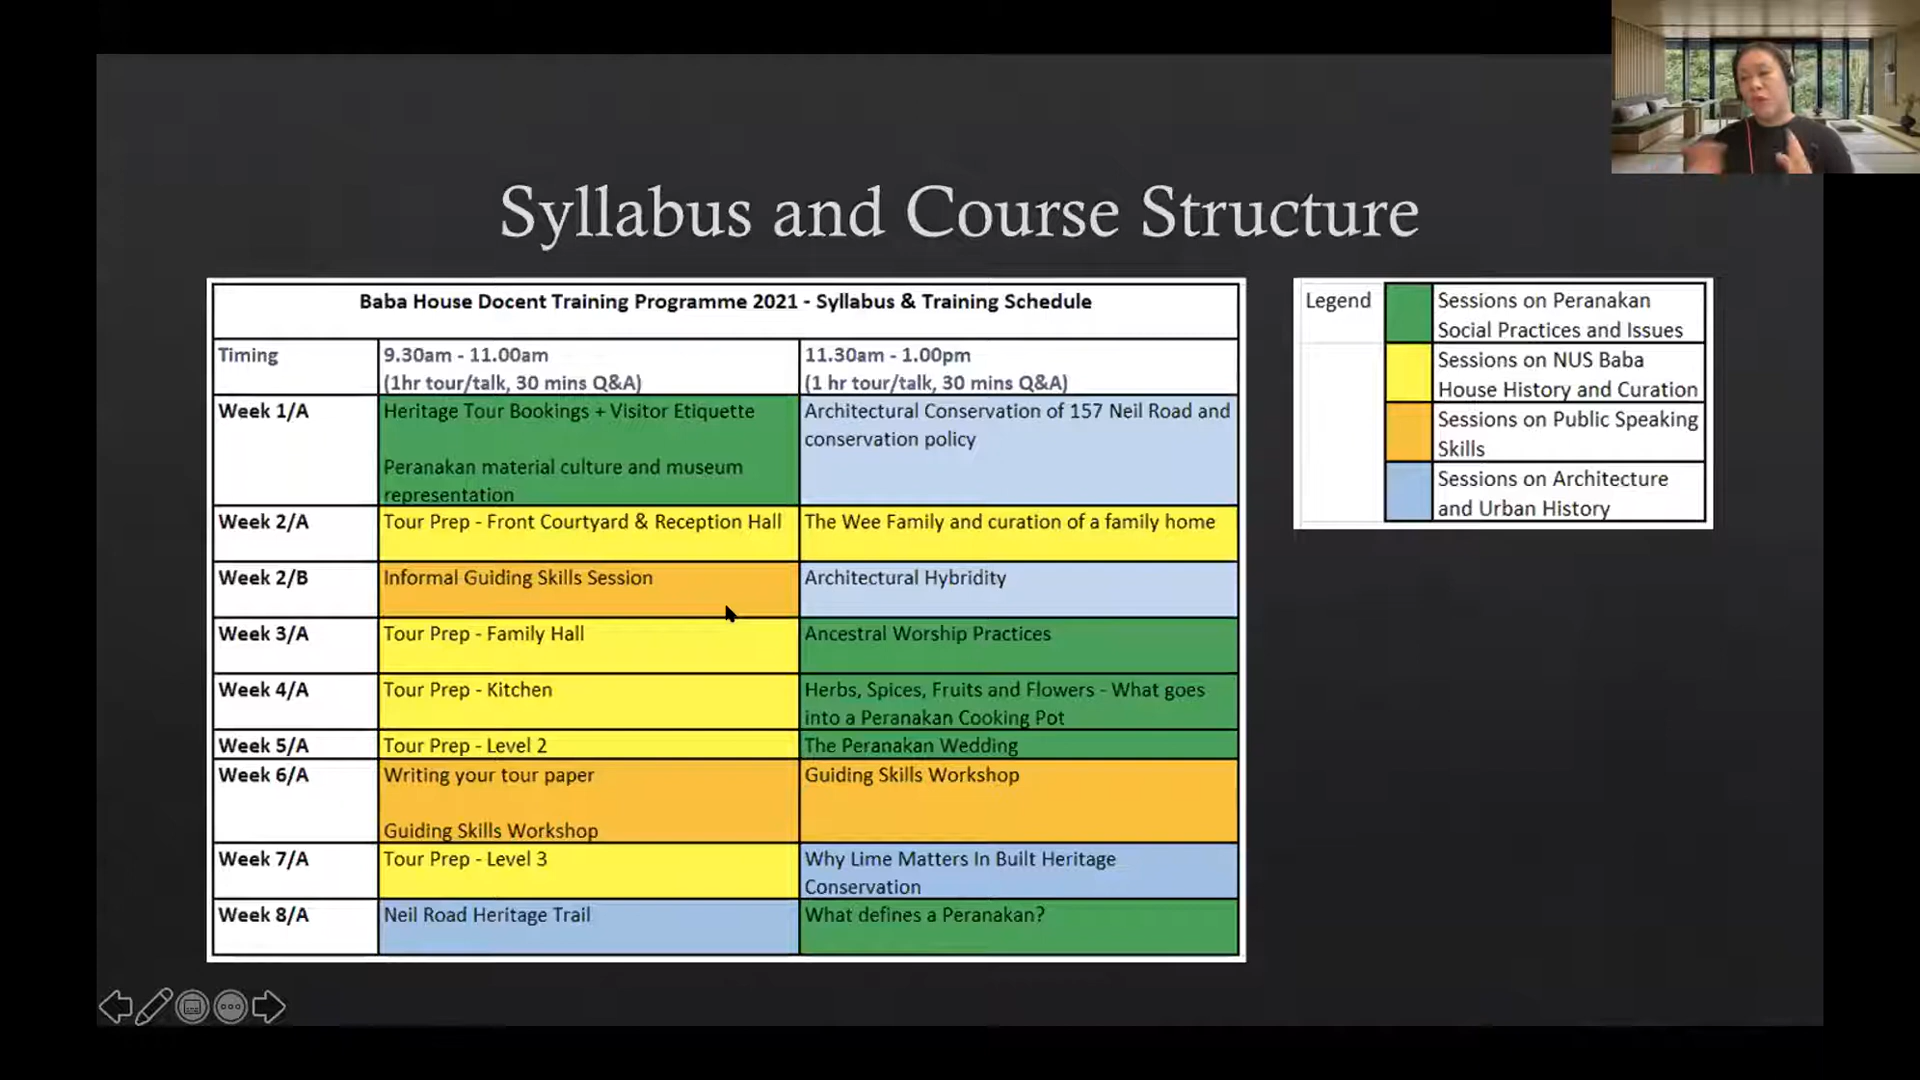 Syllabus and Course Structure
Baba House Docent Training Programme 2021 - Syllabus & Training Schedule
Timing
9.30am - 11.00am
(1hr tour/talk, 30 mins Q&A)
11.30am - 1.00pm
(1 hr tour/talk, 30 mins Q&A)
Week 1/A
Heritage Tour Bookings + Visitor Etiquette
Peranakan material culture and museum
representation
Architectural Conservation of 157 Neil Road and
conservation policy
Week 2/A
Tour Prep - Front Courtyard & Reception Hall
The Wee Family and curation of a family home
Week 2/B
Informal Guiding Skills Session
Architectural Hybridity
Week 3/A
Tour Prep - Family Hall
Ancestral Worship Practices
Week 4/A
Tour Prep - Kitchen
Herbs, Spices, Fruits and Flowers - What goes
into a Peranakan Cooking Pot
Week 5/A
Tour Prep - Level 2
The Peranakan Wedding
Week 6/A
Writing your tour paper
Guiding Skills Workshop
Guiding Skills Workshop
Week 7/A
Tour Prep - Level 3
Why Lime Matters In Built Heritage
Conservation
Week 8/A
Neil Road Heritage Trail
What defines a Peranakan?
Legend
Sessions on Peranakan
Social Practices and Issues
Sessions on NUS Baba
House History and Curation
Sessions on Public Speaking
Skills
Sessions on Architecture
and Urban History